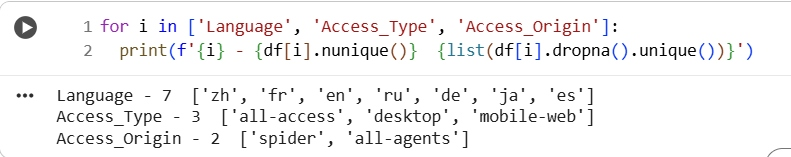 1 for i in ['Language', 'Access_Type', 'Access_Origin']:
2   print(f'{i} - {df[i].nunique()}  {list(df[i].dropna().unique())}')
Language - 7  ['zh', 'fr', 'en', 'ru', 'de', 'ja', 'es']
Access_Type - 3  ['all-access', 'desktop', 'mobile-web']
Access_Origin - 2  ['spider', 'all-agents']